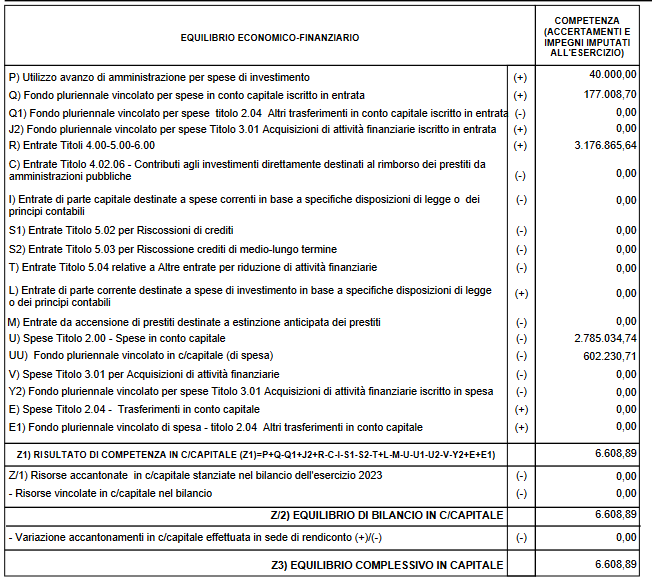 EQUILIBRIO ECONOMICO-FINANZIARIO
COMPETENZA
(ACCERTAMENTI E
IMPEGNI IMPUTATI
ALL'ESERCIZIO)
P) Utilizzo avanzo di amministrazione per spese di investimento (+) 40.000,00
Q) Fondo pluriennale vincolato per spese in conto capitale iscritto in entrata (+) 177.008,70
Q1) Fondo pluriennale vincolato per spese titolo 2.04 Altri trasferimenti in conto capitale iscritto in entrata (-) 0,00
J2) Fondo pluriennale vincolato per spese Titolo 3.01 Acquisizioni di attività finanziarie iscritto in entrata (+) 0,00
R) Entrate Titoli 4.00-5.00-6.00 (+) 3.176.865,64
C) Entrate Titolo 4.02.06 - Contributi agli investimenti direttamente destinati al rimborso dei prestiti da
amministrazioni pubbliche (-) 0,00
I) Entrate di parte capitale destinate a spese correnti in base a specifiche disposizioni di legge o dei
principi contabili (-) 0,00
S1) Entrate Titolo 5.02 per Riscossioni di crediti (-) 0,00
S2) Entrate Titolo 5.03 per Riscossione crediti di medio-lungo termine (-) 0,00
T) Entrate Titolo 5.04 relative a Altre entrate per riduzione di attività finanziarie (-) 0,00
L) Entrate di parte corrente destinate a spese di investimento in base a specifiche disposizioni di legge
o dei principi contabili (+) 0,00
M) Entrate da accensione di prestiti destinate a estinzione anticipata dei prestiti (-) 0,00
U) Spese Titolo 2.00 - Spese in conto capitale (-) 2.785.034,74
UU) Fondo pluriennale vincolato in c/capitale (di spesa) (-) 602.230,71
V) Spese Titolo 3.01 per Acquisizioni di attività finanziarie (-) 0,00
Y2) Fondo pluriennale vincolato per spese Titolo 3.01 Acquisizioni di attività finanziarie iscritto in spesa (-) 0,00
E) Spese Titolo 2.04 - Trasferimenti in conto capitale (+) 0,00
E1) Fondo pluriennale vincolato di spesa - titolo 2.04 Altri trasferimenti in conto capitale (+) 0,00
Z1) RISULTATO DI COMPETENZA IN C/CAPITALE (Z1)=P+Q-Q1+J2+R-C-I-S1-S2-T+L-M-U-U1-U2-V-Y2+E+E1) 6.608,89
Z/1) Risorse accantonate in c/capitale stanziate nel bilancio dell'esercizio 2023 (-) 0,00
- Risorse vincolate in c/capitale nel bilancio (-) 0,00
Z/2) EQUILIBRIO DI BILANCIO IN C/CAPITALE 6.608,89
- Variazione accantonamenti in c/capitale effettuata in sede di rendiconto (+)/(-) (-) 0,00
Z3) EQUILIBRIO COMPLESSIVO IN CAPITALE 6.608,89